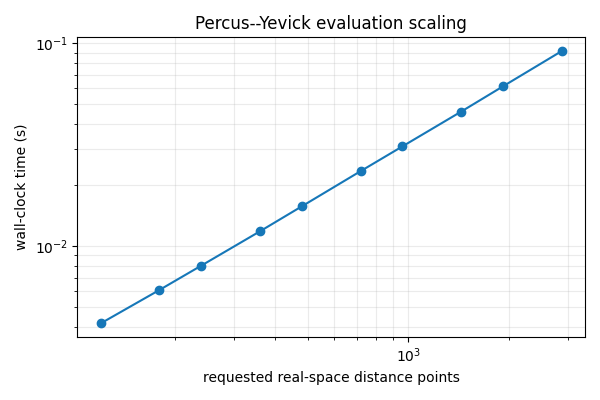 Percus--Yevick evaluation scaling
wall-clock time (s)
10⁻¹
10⁻²
10³
requested real-space distance points